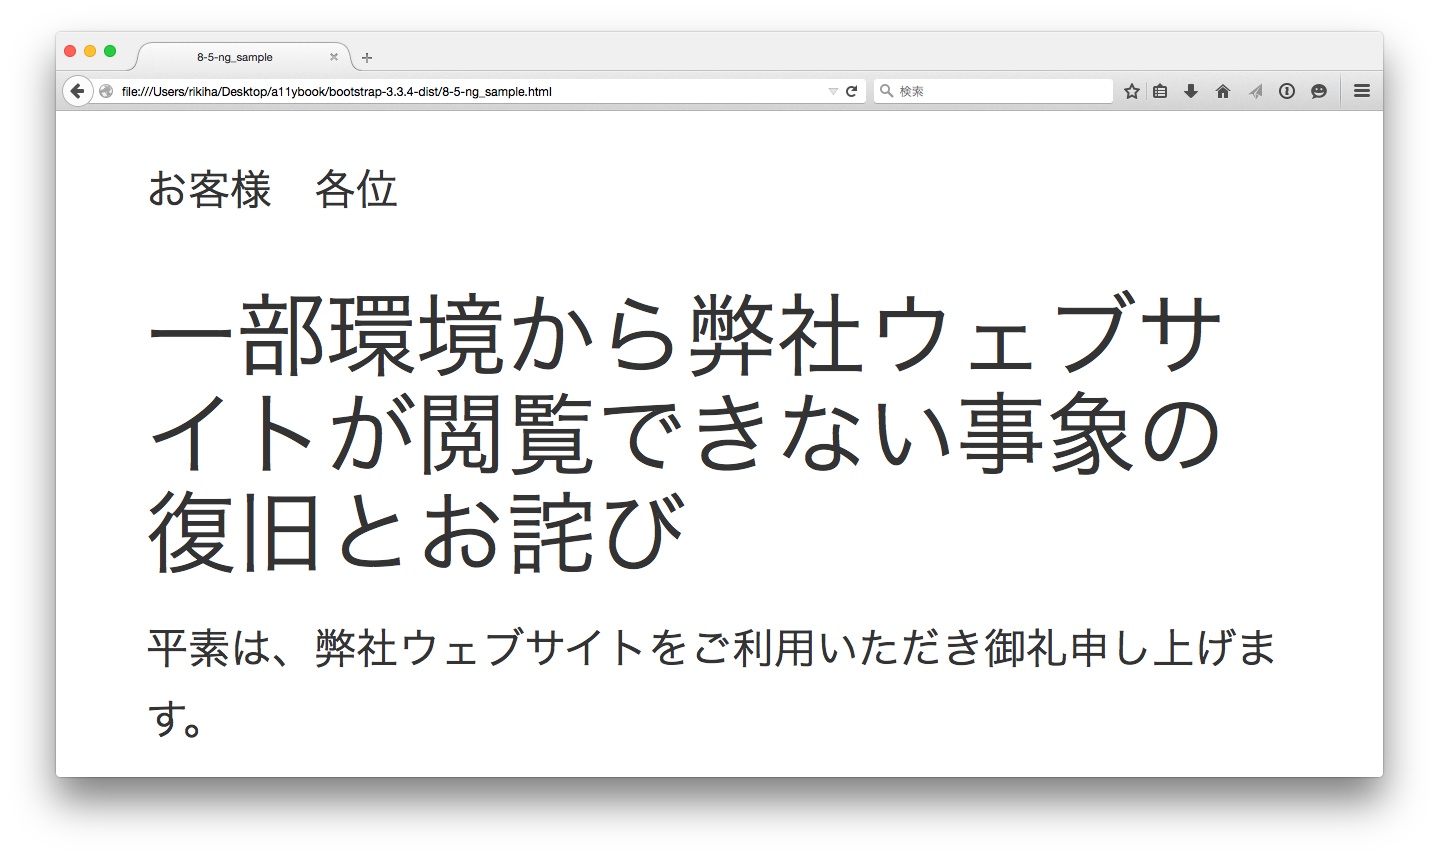 8-5-ng_sample
file:///Users/rikiha/Desktop/a11ybook/bootstrap-3.3.4-dist/8-5-ng_sample.html
検索
お客様　各位
一部環境から弊社ウェブサ
イトが閲覧できない事象の
復旧とお詫び
平素は、弊社ウェブサイトをご利用いただき御礼申し上げま
す。